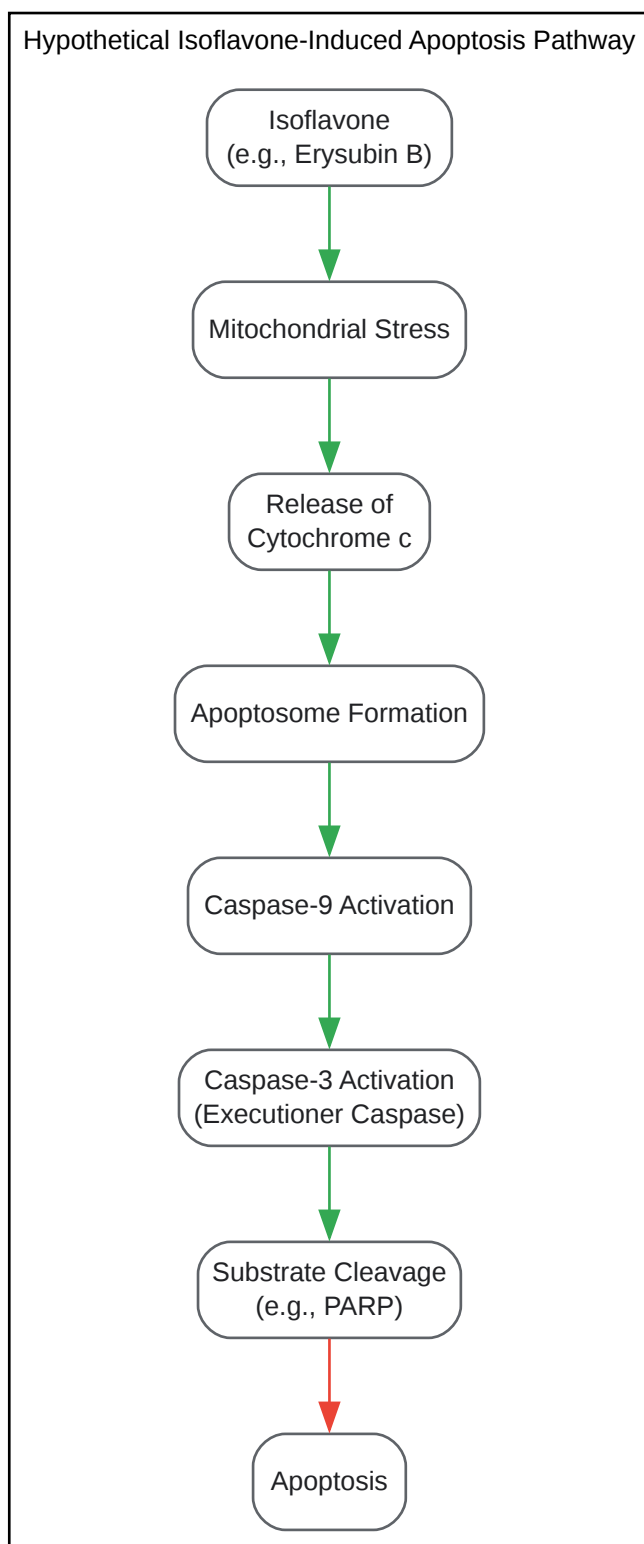 Hypothetical Isoflavone-Induced Apoptosis Pathway
Isoflavone
(e.g., Erysubin B)
Mitochondrial Stress
Release of
Cytochrome c
Apoptosome Formation
Caspase-9 Activation
Caspase-3 Activation
(Executioner Caspase)
Substrate Cleavage
(e.g., PARP)
Apoptosis